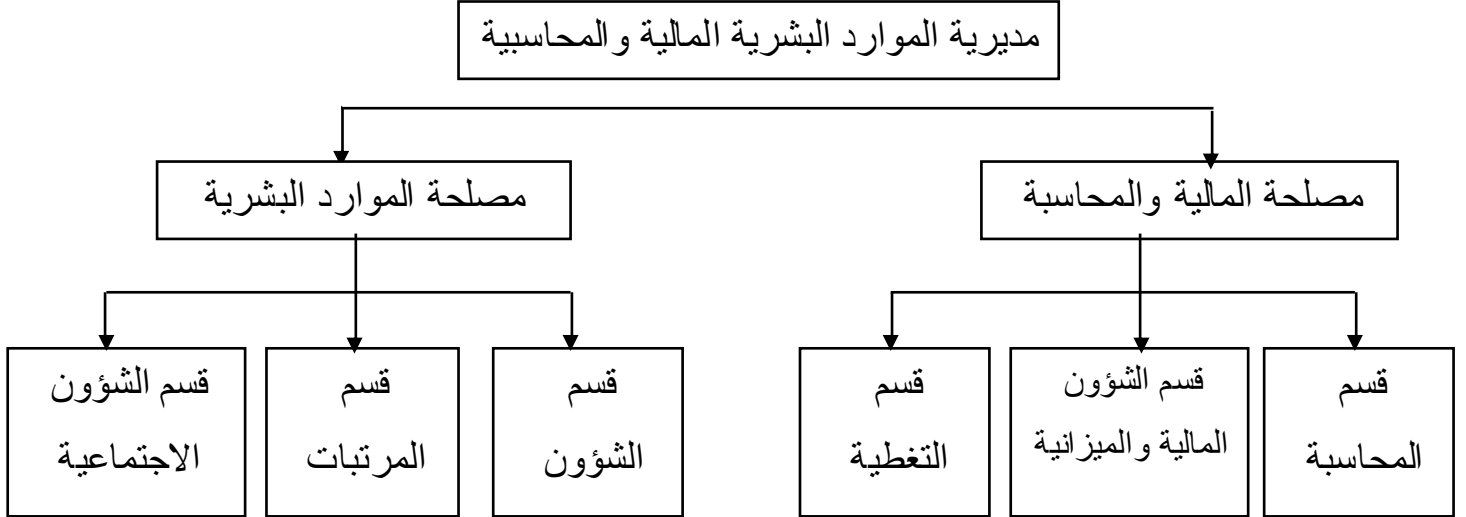 مديرية الموارد البشرية المالية والمحاسبية
مصلحة المالية والمحاسبة
مصلحة الموارد البشرية
قسم
المحاسبة
قسم الشؤون
المالية والميزانية
قسم
التغطية
قسم
الشؤون
قسم
المرتبات
قسم الشؤون
الاجتماعية